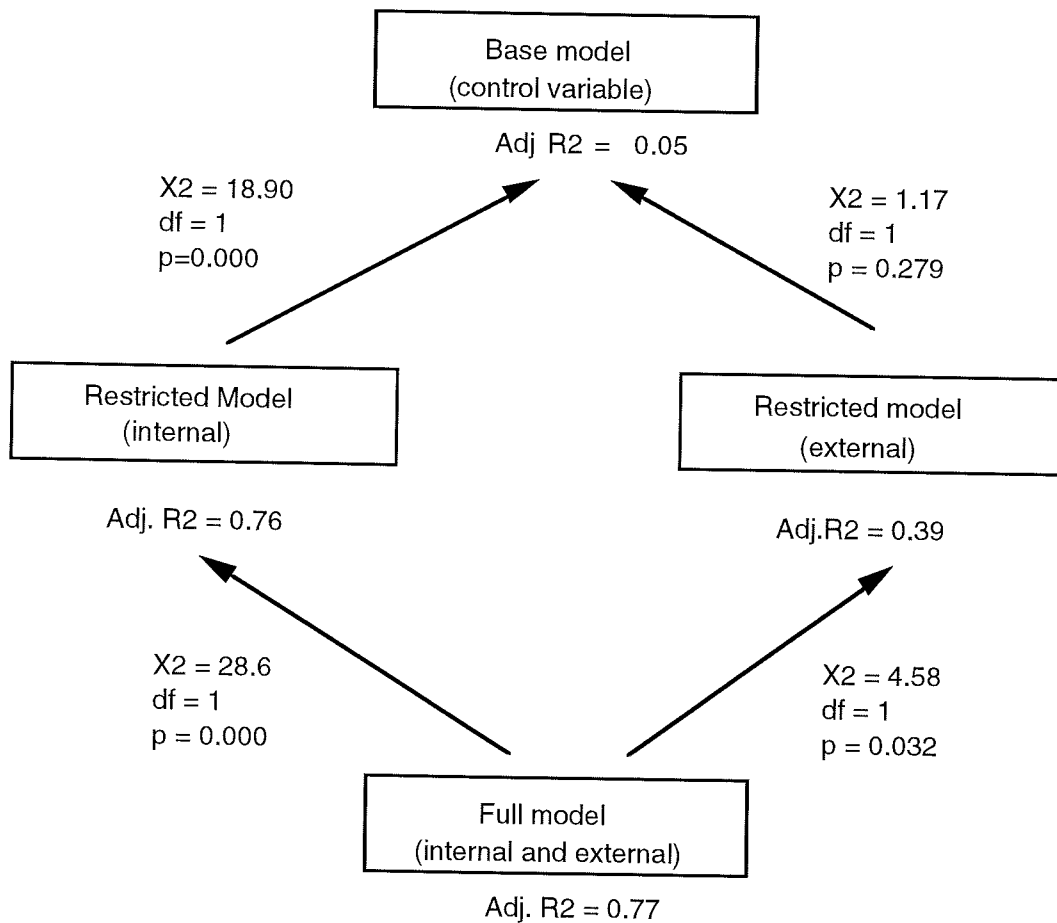 Base model
(control variable)
Adj R2 = 0.05
X2 = 18.90
df = 1
p=0.000
X2 = 1.17
df = 1
p = 0.279
Restricted Model
(internal)
Restricted model
(external)
Adj. R2 = 0.76
Adj.R2 = 0.39
X2 = 28.6
df = 1
p = 0.000
X2 = 4.58
df = 1
p = 0.032
Full model
(internal and external)
Adj. R2 = 0.77